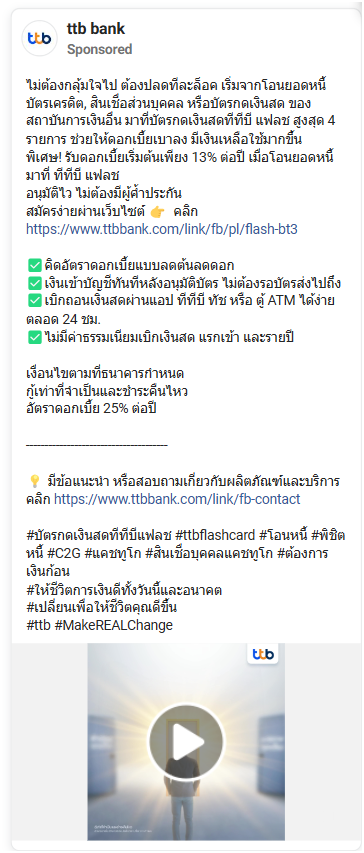 ttb
ttb bank
Sponsored
ไม่ต้องกลุ้มใจไป ต้องปลดทีละล็อค เริ่มจากโอนยอดหนี้
บัตรเครดิต, สินเชื่อส่วนบุคคล หรือบัตรกดเงินสด ของ
สถาบันการเงินอื่น มาที่บัตรกดเงินสดทีทีบี แฟลช สูงสุด 4
รายการ ช่วยให้ดอกเบี้ยเบาลง มีเงินเหลือใช้มากขึ้น
พิเศษ! รับดอกเบี้ยเริ่มต้นเพียง 13% ต่อปี เมื่อโอนยอดหนี้
มาที่ ทีทีบี แฟลช
อนุมัติไว ไม่ต้องมีผู้ค้ำประกัน
สมัครง่ายผ่านเว็บไซต์ 👉 คลิก
https://www.ttbbank.com/link/fb/pl/flash-bt3
✅ คิดอัตราดอกเบี้ยแบบลดต้นลดดอก
✅ เงินเข้าบัญชีทันทีหลังอนุมัติบัตร ไม่ต้องรอบัตรส่งไปถึง
✅ เบิกถอนเงินสดผ่านแอป ทีทีบี ทัช หรือ ตู้ ATM ได้ง่าย
ตลอด 24 ชม.
✅ ไม่มีค่าธรรมเนียมเบิกเงินสด แรกเข้า และรายปี
เงื่อนไขตามที่ธนาคารกำหนด
กู้เท่าที่จำเป็นและชำระคืนไหว
อัตราดอกเบี้ย 25% ต่อปี
--------------------------------------
💡 มีข้อแนะนำ หรือสอบถามเกี่ยวกับผลิตภัณฑ์และบริการ
คลิก https://www.ttbbank.com/link/fb-contact
#บัตรกดเงินสดทีทีบีแฟลช #ttbflashcard #โอนหนี้ #พิชิต
หนี้ #C2G #แคชทูโก #สินเชื่อบุคคลแคชทูโก #ต้องการ
เงินก้อน
#ให้ชีวิตการเงินดีทั้งวันนี้และอนาคต
#เปลี่ยนเพื่อให้ชีวิตคุณดีขึ้น
#ttb #MakeREALChange
ttb